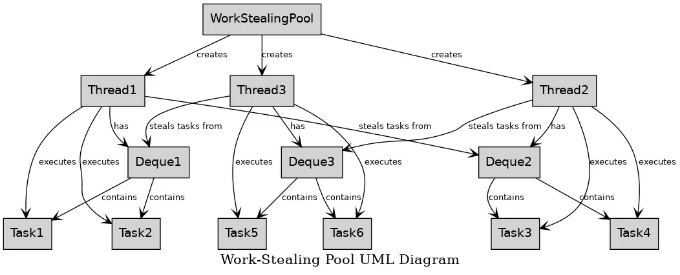 WorkStealingPool
creates
creates
creates
Thread1
Thread3
Thread2
has
steals tasks from
has
steals tasks from
steals tasks from
has
executes
executes
Deque1
Deque3
Deque2
executes
executes
executes
executes
contains
contains
contains
contains
contains
contains
Task1
Task2
Task5
Task6
Task3
Task4
Work-Stealing Pool UML Diagram